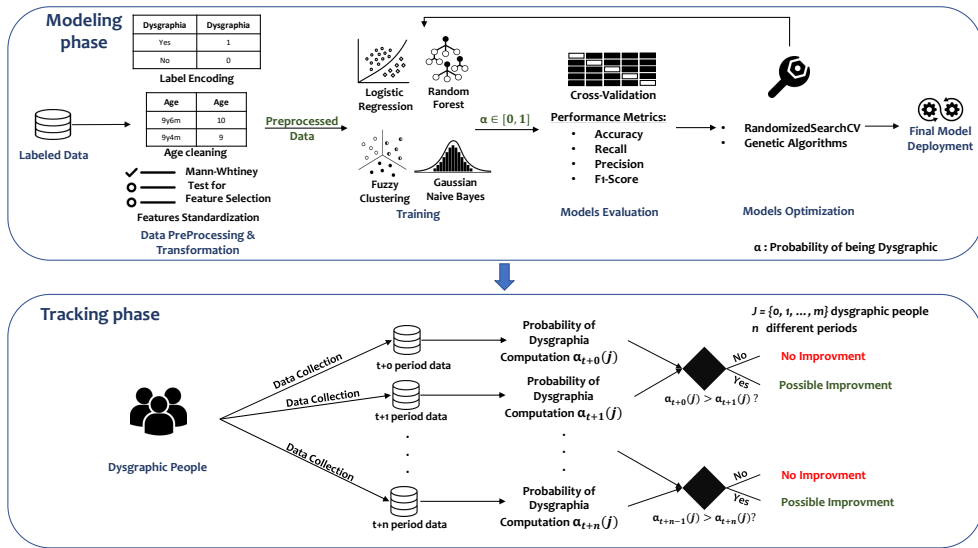 Modeling
phase
Dysgraphia Dysgraphia
Yes 1
No 0
Label Encoding
Age Age
9y6m 10
9y4m 9
Age cleaning
Labeled Data
Mann-Whtiney
Test for
Feature Selection
Features Standardization
Data PreProcessing &
Transformation
Preprocessed
Data
Logistic
Regression
Random
Forest
Fuzzy
Clustering
Gaussian
Naive Bayes
Training
α ∈ [0, 1]
Cross-Validation
Performance Metrics:
• Accuracy
• Recall
• Precision
• F1-Score
Models Evaluation
• RandomizedSearchCV
• Genetic Algorithms
Models Optimization
Final Model
Deployment
α : Probability of being Dysgraphic
Tracking phase
J = {0, 1, ..., m} dysgraphic people
n different periods
Dysgraphic People
Data Collection
t+0 period data
Probability of
Dysgraphia
Computation α_{t+0}(j)
Data Collection
t+1 period data
Probability of
Dysgraphia
Computation α_{t+1}(j)
No
No Improvment
Yes
Possible Improvment
α_{t+0}(j) > α_{t+1}(j) ?
Data Collection
t+n period data
Probability of
Dysgraphia
Computation α_{t+n}(j)
No
No Improvment
Yes
Possible Improvment
α_{t+n−1}(j) > α_{t+n}(j)?